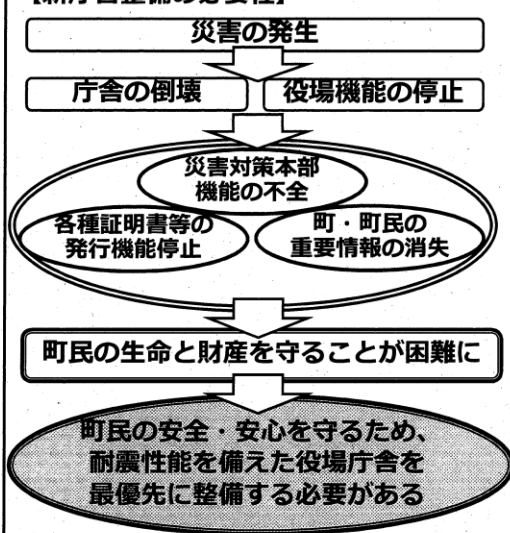 【新庁舎整備の必要性】
災害の発生
庁舎の倒壊
役場機能の停止
災害対策本部
機能の不全
各種証明書等の
発行機能停止
町・町民の
重要情報の消失
町民の生命と財産を守ることが困難に
町民の安全・安心を守るため、
耐震性能を備えた役場庁舎を
最優先に整備する必要がある